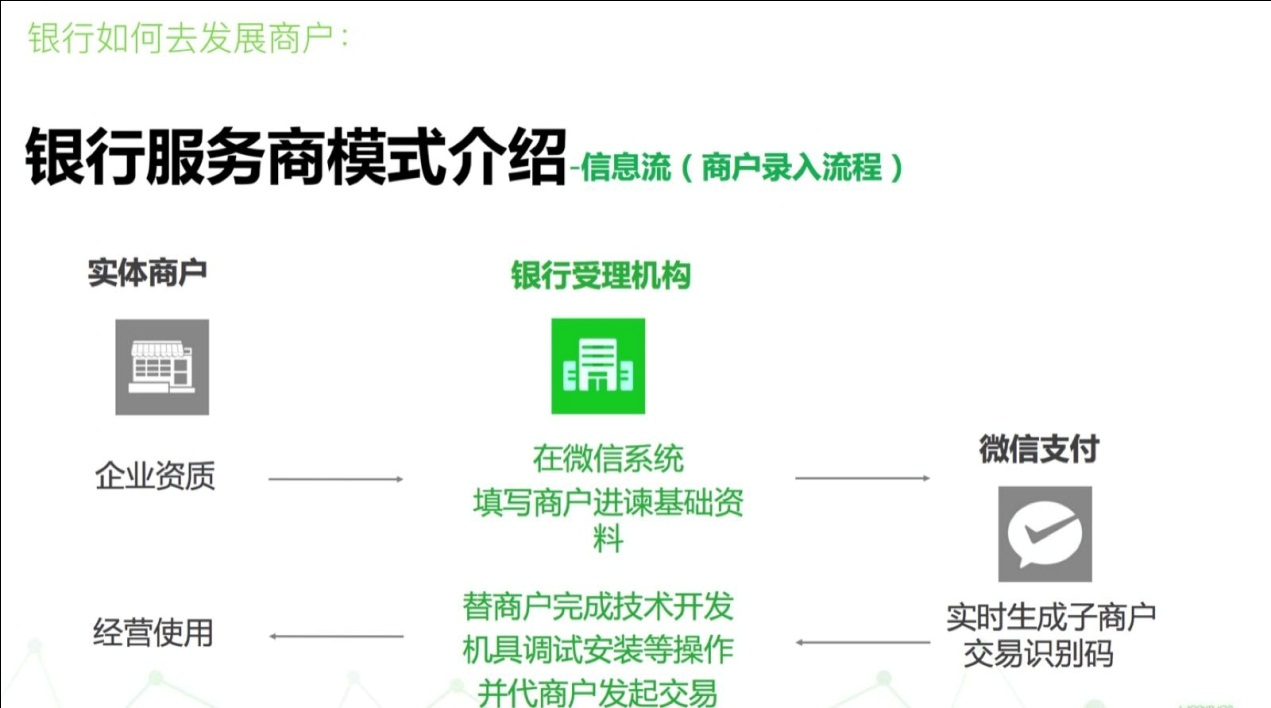 银行如何去发展商户：
银行服务商模式介绍-信息流（商户录入流程）
实体商户
银行受理机构
微信支付
企业资质
在微信系统
填写商户进谏基础资
料
实时生成子商户
交易识别码
经营使用
替商户完成技术开发
机具调试安装等操作
并代商户发起交易